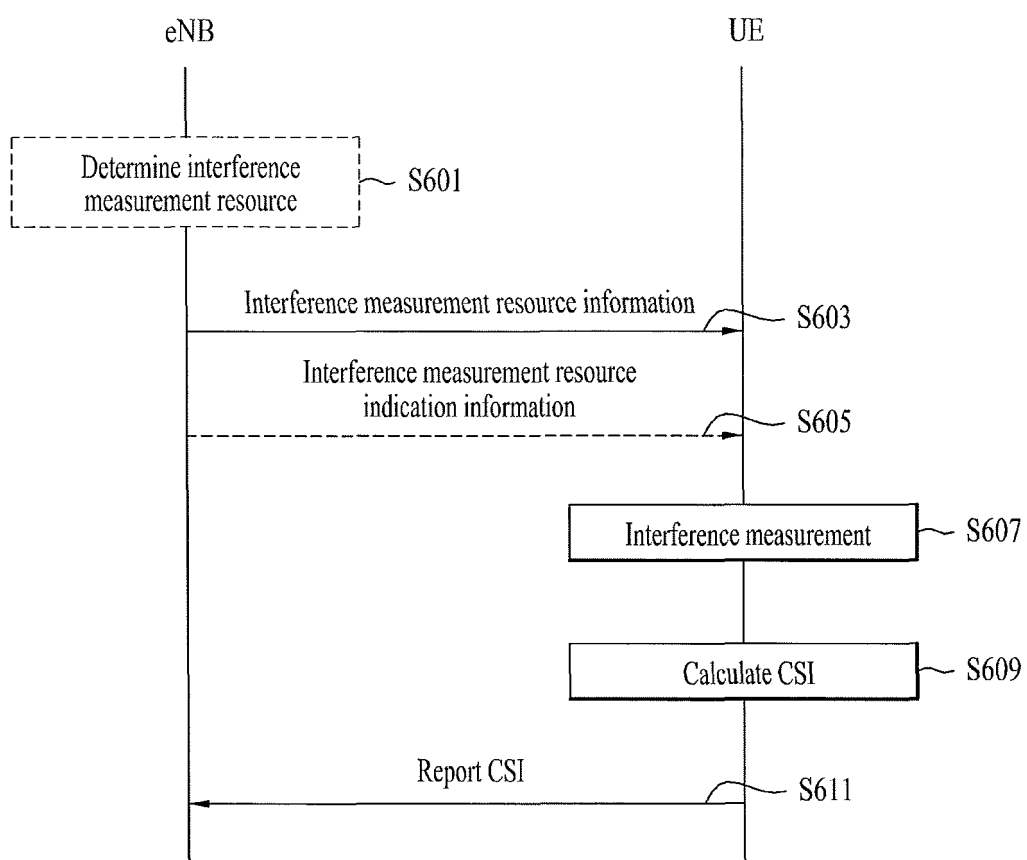 eNB
UE
Determine interference
measurement resource
S601
Interference measurement resource information
S603
Interference measurement resource
indication information
S605
Interference measurement
S607
Calculate CSI
S609
Report CSI
S611